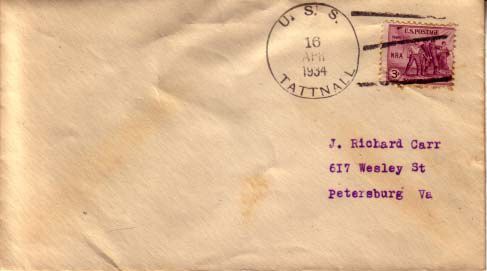 U. S. S.
16
APR
1934
TATTNALL
U.S. POSTAGE
NRA
3¢
J. Richard Carr
617 Wesley St
Petersburg Va